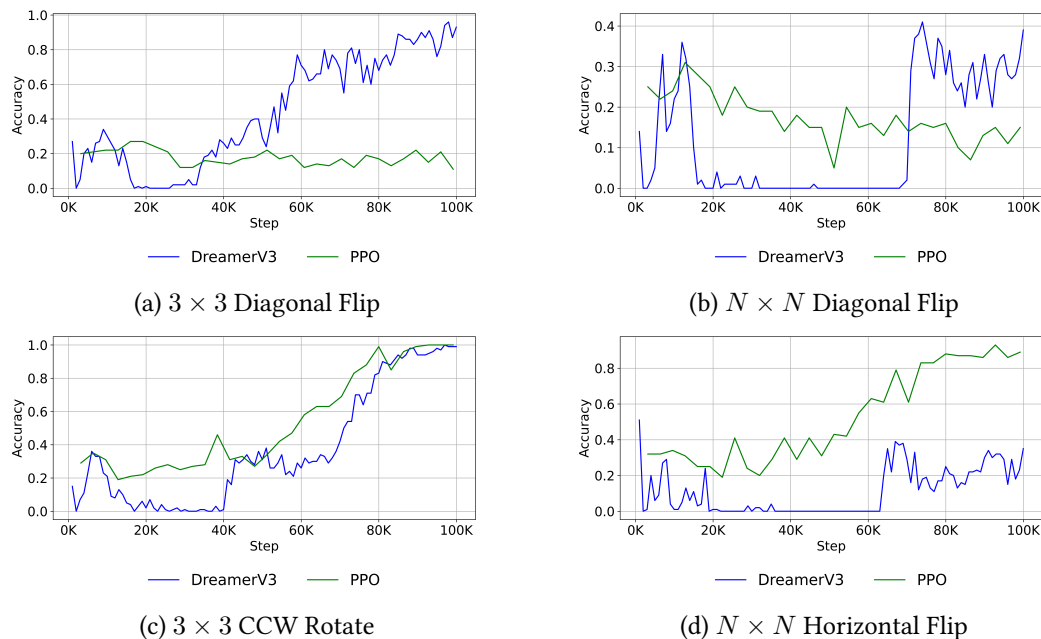 1.0
0.8
0.6
0.4
0.2
0.0
Accuracy
0K 20K 40K 60K 80K 100K
Step
DreamerV3 PPO
(a) 3 × 3 Diagonal Flip
0.4
0.3
0.2
0.1
0.0
Accuracy
0K 20K 40K 60K 80K 100K
Step
DreamerV3 PPO
(b) N × N Diagonal Flip
1.0
0.8
0.6
0.4
0.2
0.0
Accuracy
0K 20K 40K 60K 80K 100K
Step
DreamerV3 PPO
(c) 3 × 3 CCW Rotate
0.8
0.6
0.4
0.2
0.0
Accuracy
0K 20K 40K 60K 80K 100K
Step
DreamerV3 PPO
(d) N × N Horizontal Flip